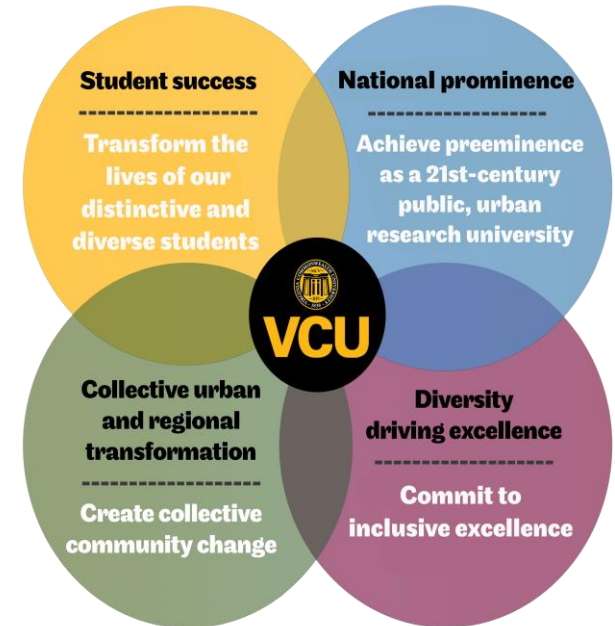 Student success
Transform the
lives of our
distinctive and
diverse students
National prominence
Achieve preeminence
as a 21st-century
public, urban
research university
VCU
Collective urban
and regional
transformation
Create collective
community change
Diversity
driving excellence
Commit to
inclusive excellence